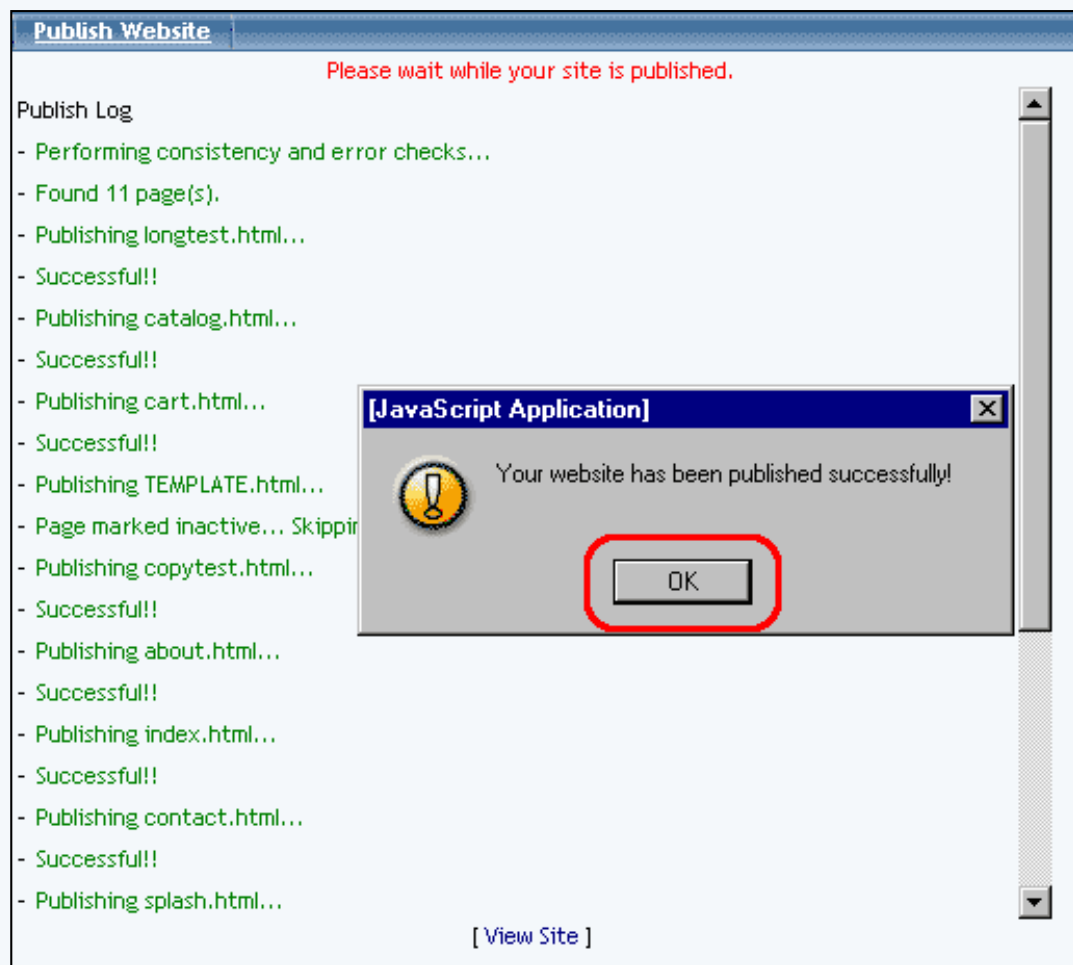 Publish Website
Please wait while your site is published.
Publish Log
- Performing consistency and error checks...
- Found 11 page(s).
- Publishing longtest.html...
- Successful!!
- Publishing catalog.html...
- Successful!!
- Publishing cart.html...
- Successful!!
- Publishing TEMPLATE.html...
- Page marked inactive... Skippin
- Publishing copytest.html...
- Successful!!
- Publishing about.html...
- Successful!!
- Publishing index.html...
- Successful!!
- Publishing contact.html...
- Successful!!
- Publishing splash.html...
[JavaScript Application]
Your website has been published successfully!
OK
[ View Site ]